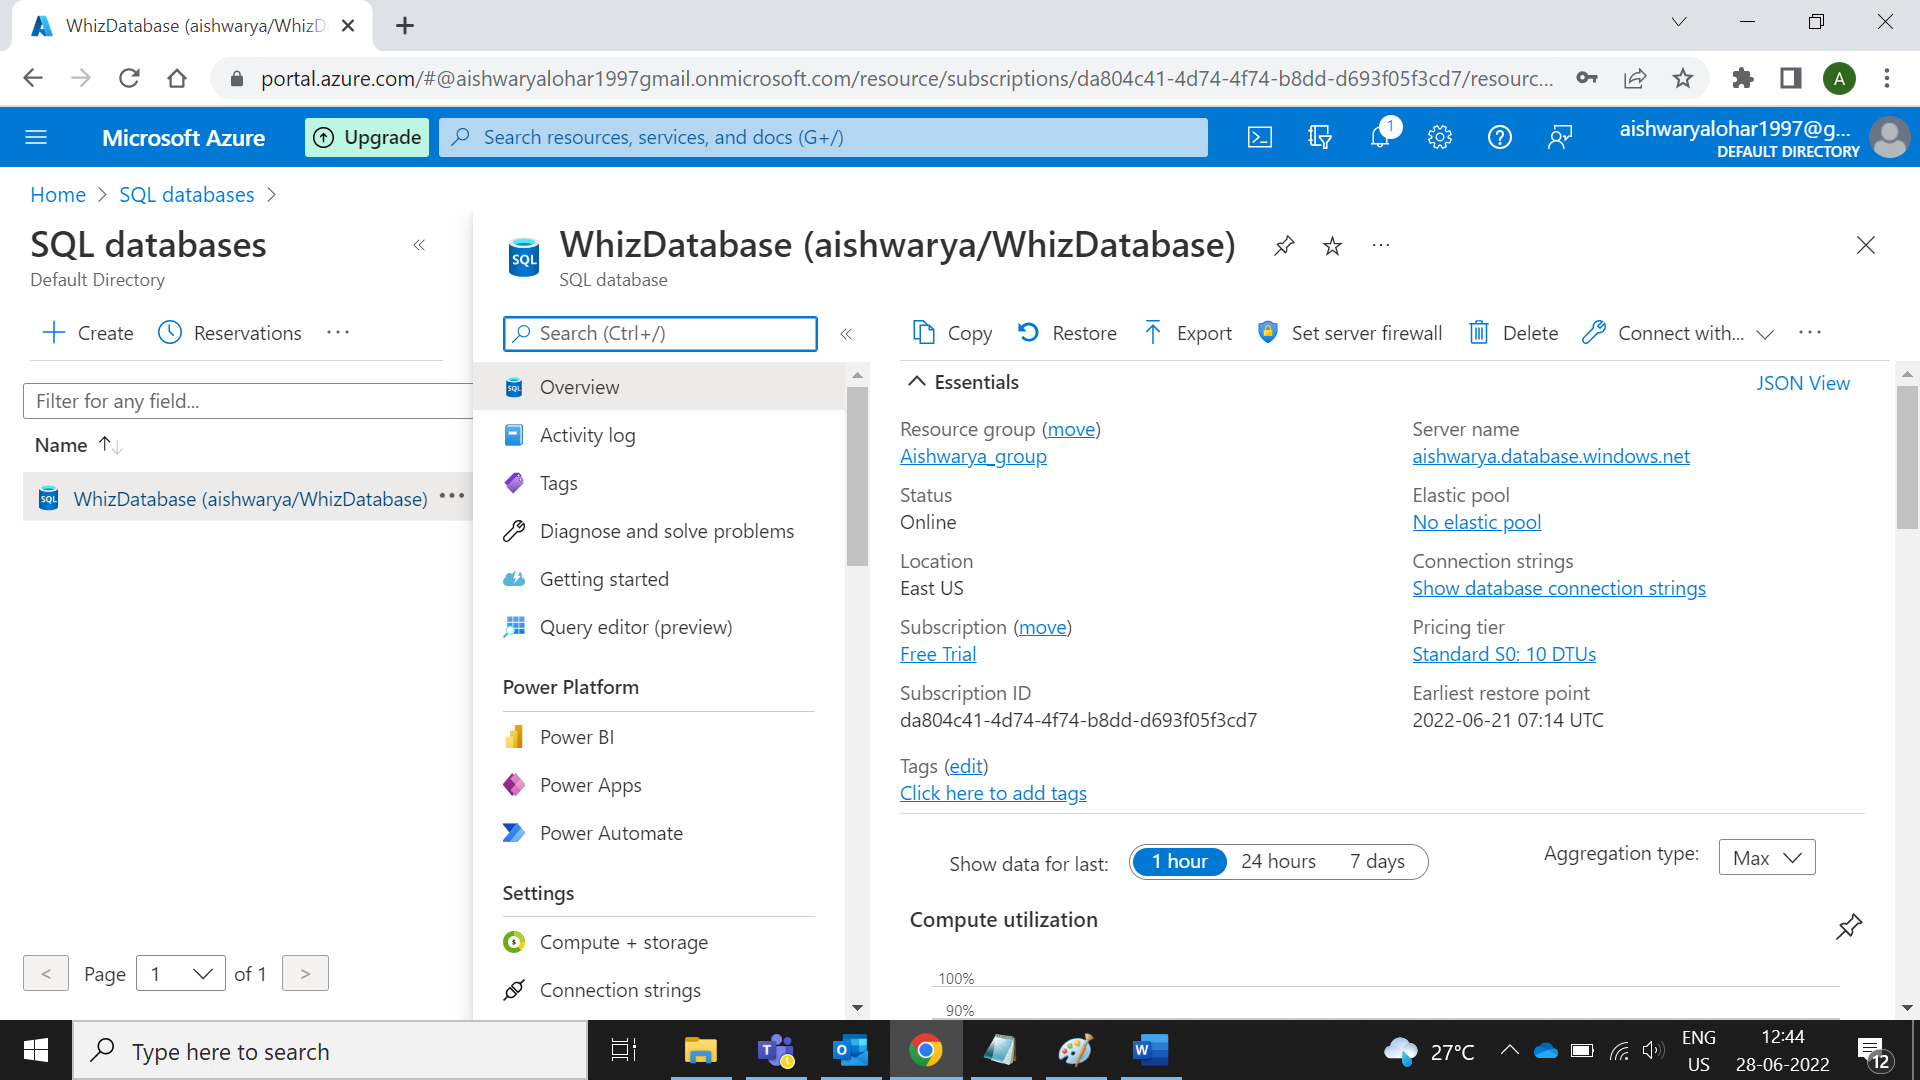 WhizDatabase (aishwarya/WhizD
portal.azure.com/#@aishwaryalohar1997gmail.onmicrosoft.com/resource/subscriptions/da804c41-4d74-4f74-b8dd-d693f05f3cd7/resourc...
A
Microsoft Azure
Upgrade
Search resources, services, and docs (G+/)
1
aishwaryalohar1997@g...
DEFAULT DIRECTORY
Home > SQL databases >
SQL databases
Default Directory
Create
Reservations
Filter for any field...
Name
WhizDatabase (aishwarya/WhizDatabase)
Page 1 of 1
WhizDatabase (aishwarya/WhizDatabase)
SQL database
Search (Ctrl+/)
Overview
Activity log
Tags
Diagnose and solve problems
Getting started
Query editor (preview)
Power Platform
Power BI
Power Apps
Power Automate
Settings
Compute + storage
Connection strings
Copy
Restore
Export
Set server firewall
Delete
Connect with...
Essentials
JSON View
Resource group (move)
Aishwarya_group
Status
Online
Location
East US
Subscription (move)
Free Trial
Subscription ID
da804c41-4d74-4f74-b8dd-d693f05f3cd7
Tags (edit)
Click here to add tags
Server name
aishwarya.database.windows.net
Elastic pool
No elastic pool
Connection strings
Show database connection strings
Pricing tier
Standard S0: 10 DTUs
Earliest restore point
2022-06-21 07:14 UTC
Show data for last:
1 hour
24 hours
7 days
Aggregation type:
Max
Compute utilization
100%
90%
Type here to search
27°C
ENG
US
12:44
28-06-2022
12